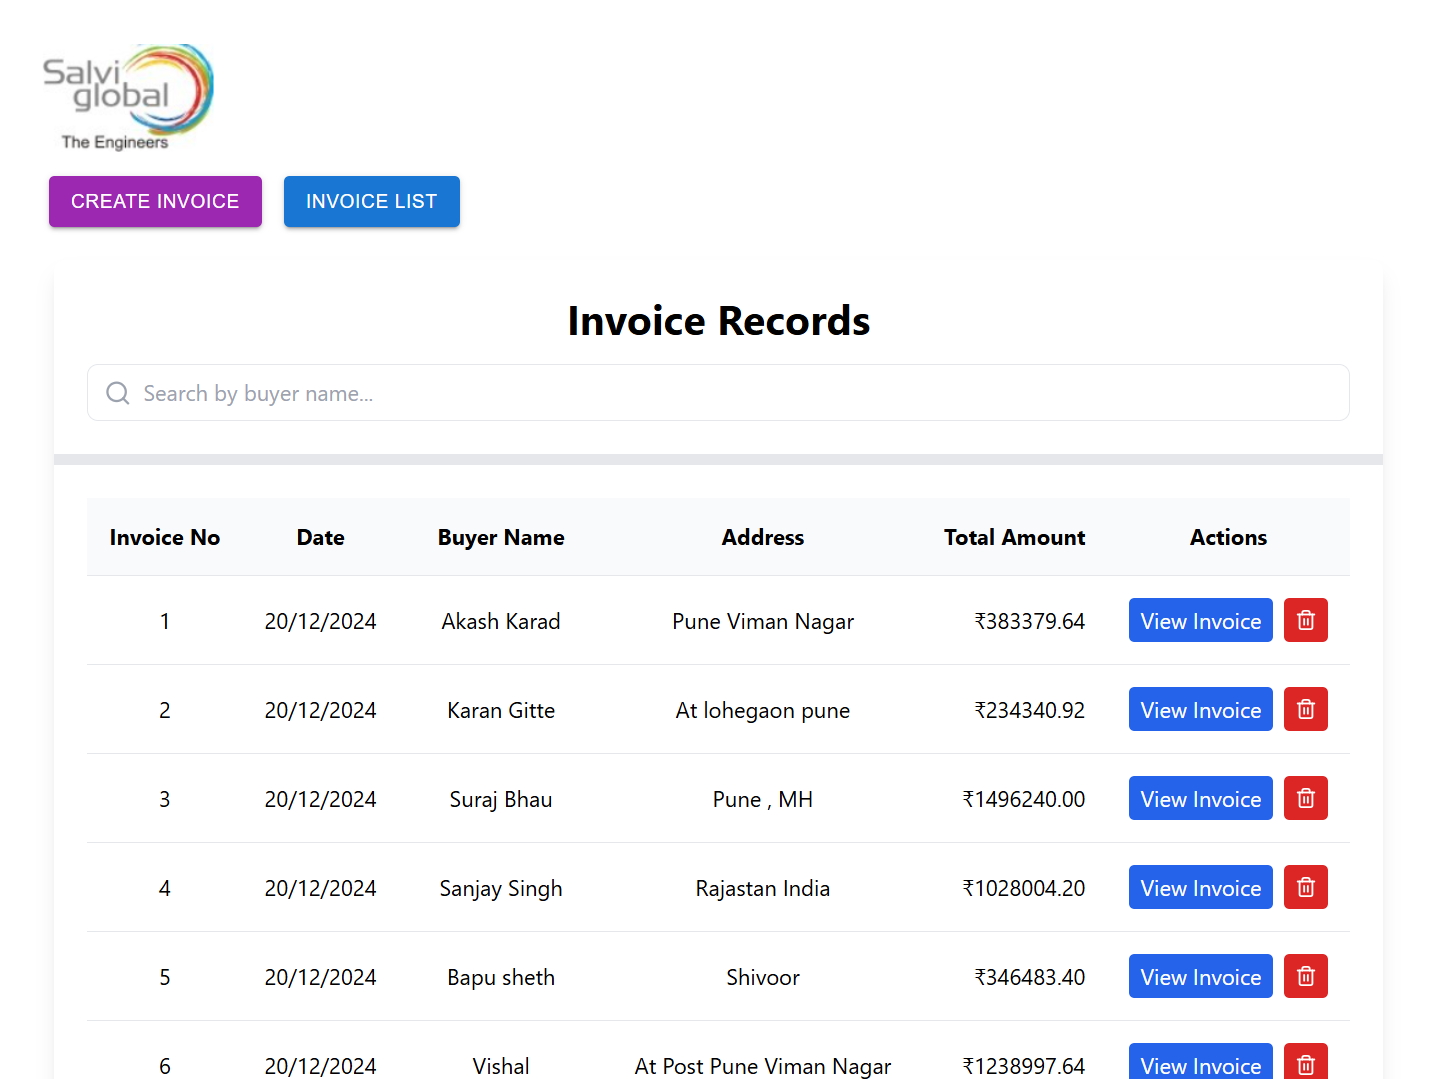 Salvi
global
The Engineers
CREATE INVOICE INVOICE LIST
Invoice Records
Search by buyer name...
Invoice No Date Buyer Name Address Total Amount Actions
1 20/12/2024 Akash Karad Pune Viman Nagar ₹383379.64 View Invoice
2 20/12/2024 Karan Gitte At lohegaon pune ₹234340.92 View Invoice
3 20/12/2024 Suraj Bhau Pune , MH ₹1496240.00 View Invoice
4 20/12/2024 Sanjay Singh Rajastan India ₹1028004.20 View Invoice
5 20/12/2024 Bapu sheth Shivoor ₹346483.40 View Invoice
6 20/12/2024 Vishal At Post Pune Viman Nagar ₹1238997.64 View Invoice